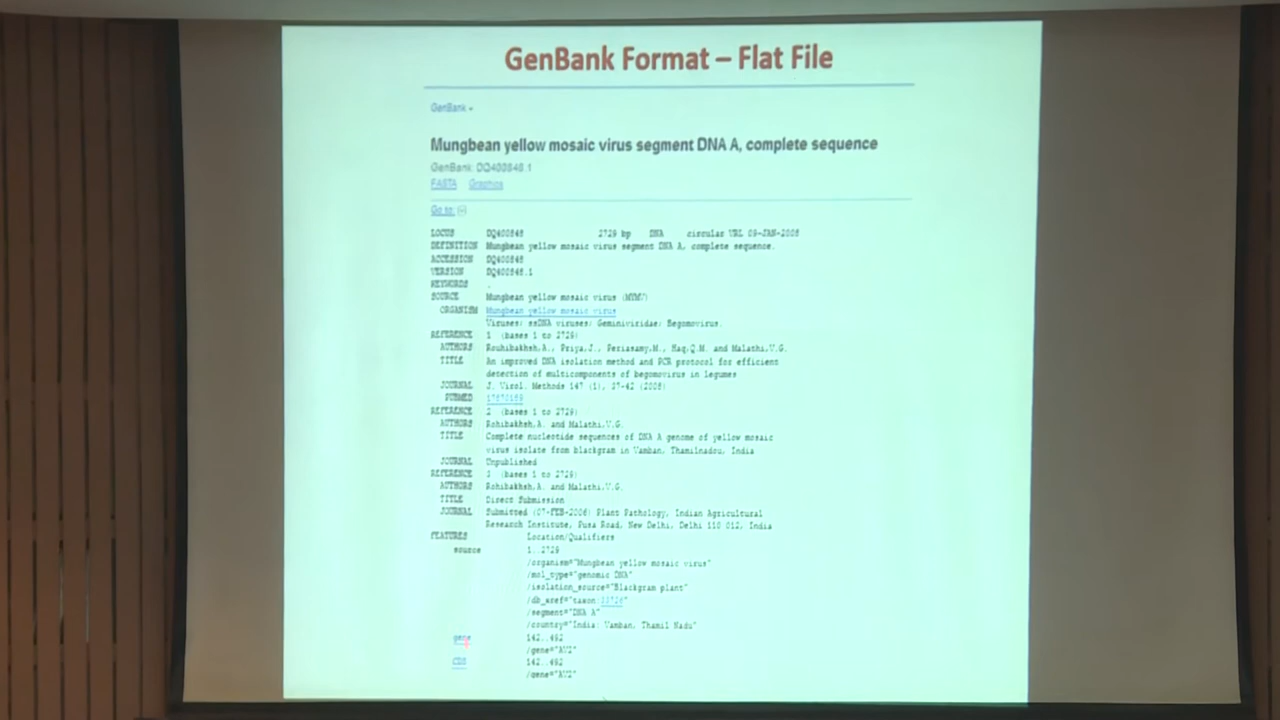 GenBank Format – Flat File
GenBank
Mungbean yellow mosaic virus segment DNA A, complete sequence
GenBank: DQ400848.1
FASTA Graphics
Go to:
LOCUS DQ400848 2729 bp DNA circular VRL 09-JAN-2008
DEFINITION Mungbean yellow mosaic virus segment DNA A, complete sequence.
ACCESSION DQ400848
VERSION DQ400848.1
KEYWORDS .
SOURCE Mungbean yellow mosaic virus (MYMV)
ORGANISM Mungbean yellow mosaic virus
Viruses; ssDNA viruses; Geminiviridae; Begomovirus.
REFERENCE 1 (bases 1 to 2729)
AUTHORS Rouhibakhsh,A., Priya,J., Periasamy,M., Haq,Q.M. and Malathi,V.G.
TITLE An improved DNA isolation method and PCR protocol for efficient
detection of multicomponents of begomovirus in legumes
JOURNAL J. Virol. Methods 147 (1), 37-42 (2008)
PUBMED
REFERENCE 2 (bases 1 to 2729)
AUTHORS Rohibakhsh,A. and Malathi,V.G.
TITLE Complete nucleotide sequences of DNA A genome of yellow mosaic
virus isolate from blackgram in Vamban, Thamilnadou, India
JOURNAL Unpublished
REFERENCE 3 (bases 1 to 2729)
AUTHORS Rohibakhsh,A. and Malathi,V.G.
TITLE Direct Submission
JOURNAL Submitted (07-FEB-2006) Plant Pathology, Indian Agricultural
Research Institute, Pusa Road, New Delhi, Delhi 110 012, India
FEATURES Location/Qualifiers
source 1..2729
/organism="Mungbean yellow mosaic virus"
/mol_type="genomic DNA"
/isolation_source="Blackgram plant"
/db_xref="taxon:
/segment="DNA A"
/country="India: Vamban, Thamil Nadu"
gene 142..492
/gene="AV2"
CDS 142..492
/gene="AV2"